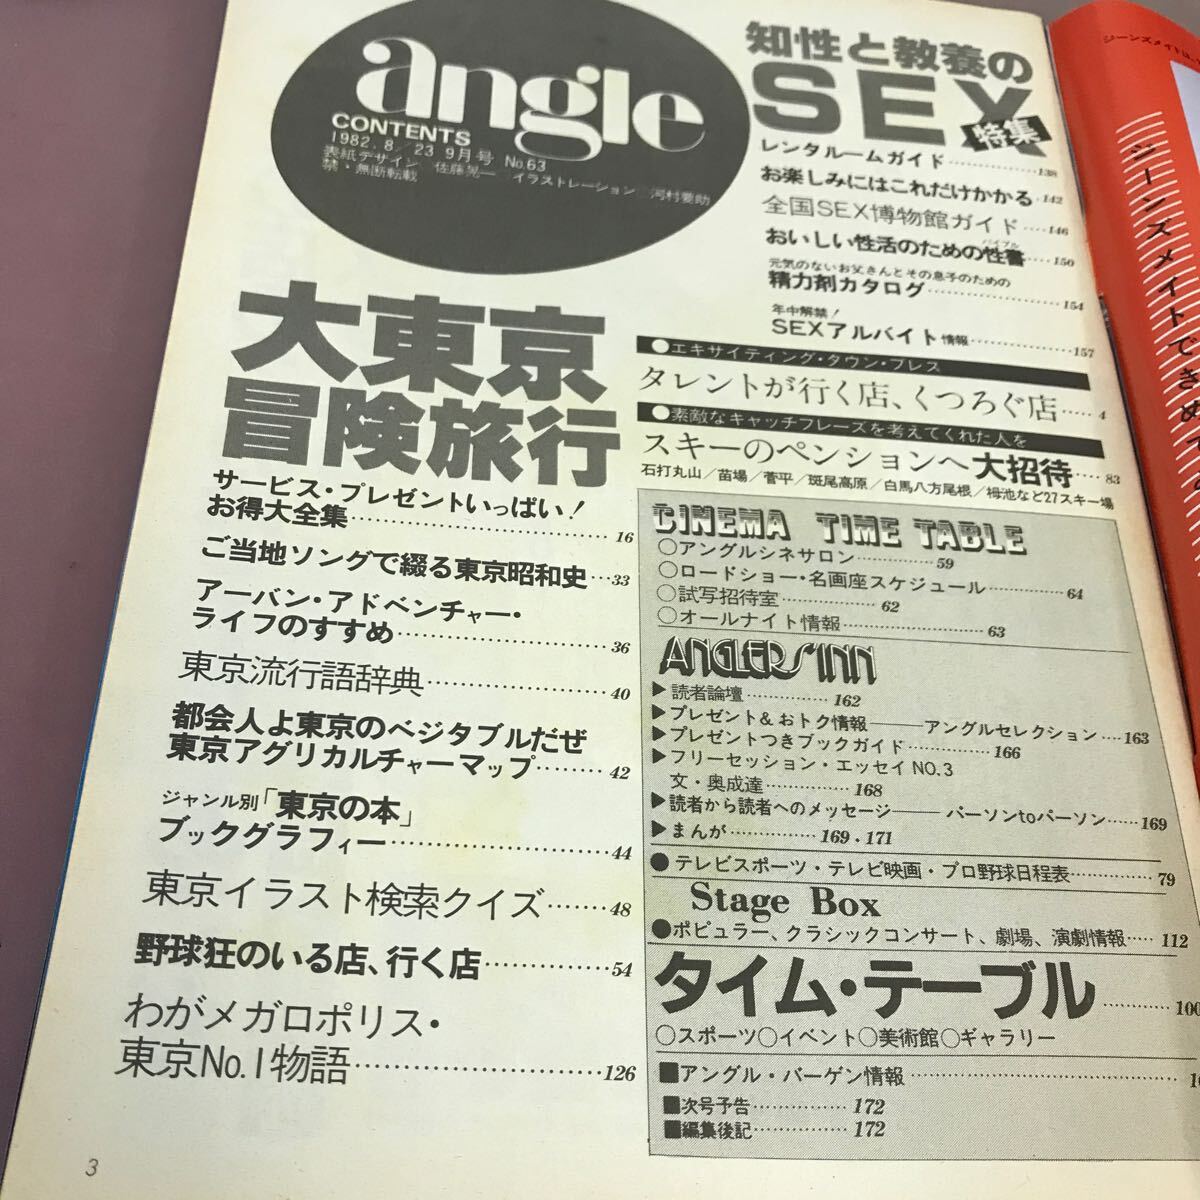 angle
CONTENTS
1982. 8／23 9月号 No.63
表紙デザイン○佐藤晃一○イラストレーション○河村要助
禁・無断転載
大東京
冒険旅行
サービス・プレゼントいっぱい！
お得大全集……16
ご当地ソングで綴る東京昭和史…33
アーバン・アドベンチャー・
ライフのすすめ……36
東京流行語辞典……40
都会人よ東京のベジタブルだぜ
東京アグリカルチャーマップ……42
ジャンル別「東京の本」
ブックグラフィー……44
東京イラスト検索クイズ……48
野球狂のいる店、行く店……54
わがメガロポリス・
東京No.1物語……126
3
知性と教養の
SEX
特集
レンタルームガイド……138
お楽しみにはこれだけかかる・142
全国SEX博物館ガイド……146
おいしい性活のための性書……150
バイブル
元気のないお父さんとその息子のための
精力剤カタログ……154
年中解禁！
SEXアルバイト情報……157
●エキサイティング・タウン・プレス
タレントが行く店、くつろぐ店……4
●素敵なキャッチフレーズを考えてくれた人を
スキーのペンションへ大招待……83
石打丸山／苗場／菅平／斑尾高原／白馬八方尾根／栂池など27スキー場
CINEMA TIME TABLE
○アングルシネサロン……59
○ロードショー・名画座スケジュール……64
○試写招待室……62
○オールナイト情報……63
ANGLERS' INN
▶読者論壇……162
▶プレゼント&おトク情報――アングルセレクション……163
▶プレゼントつきブックガイド……166
▶フリーセッション・エッセイNO.3
文・奥成達……168
▶読者から読者へのメッセージ――パーソンtoパーソン……169
▶まんが……169・171
●テレビスポーツ・テレビ映画・プロ野球日程表……79
Stage Box
●ポピュラー、クラシックコンサート、劇場、演劇情報……112
タイム・テーブル……100
○スポーツ○イベント○美術館○ギャラリー
■アングル・バーゲン情報……
■次号予告……172
■編集後記……172
ジーンズメイトは、
ジーンズメイトできめて